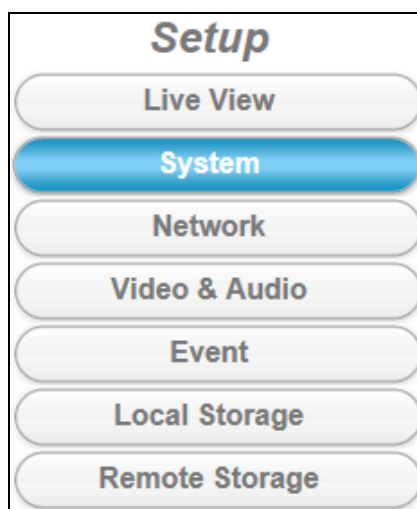 Setup
Live View
System
Network
Video & Audio
Event
Local Storage
Remote Storage